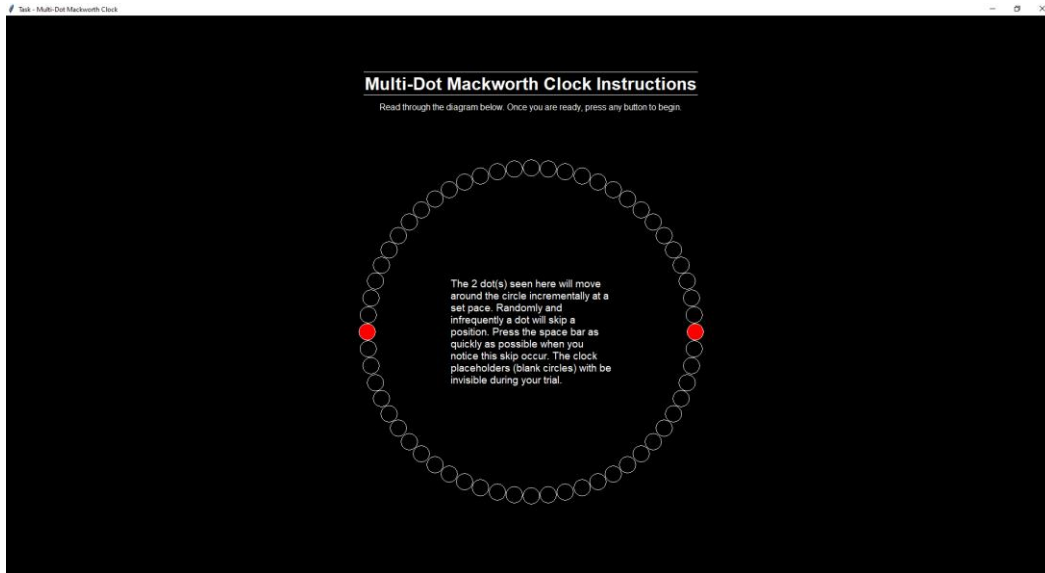 Task - Multi-Dot Mackworth Clock
Multi-Dot Mackworth Clock Instructions
Read through the diagram below. Once you are ready, press any button to begin.
The 2 dot(s) seen here will move
around the circle incrementally at a
set pace. Randomly and
infrequently a dot will skip a
position. Press the space bar as
quickly as possible when you
notice this skip occur. The clock
placeholders (blank circles) with be
invisible during your trial.